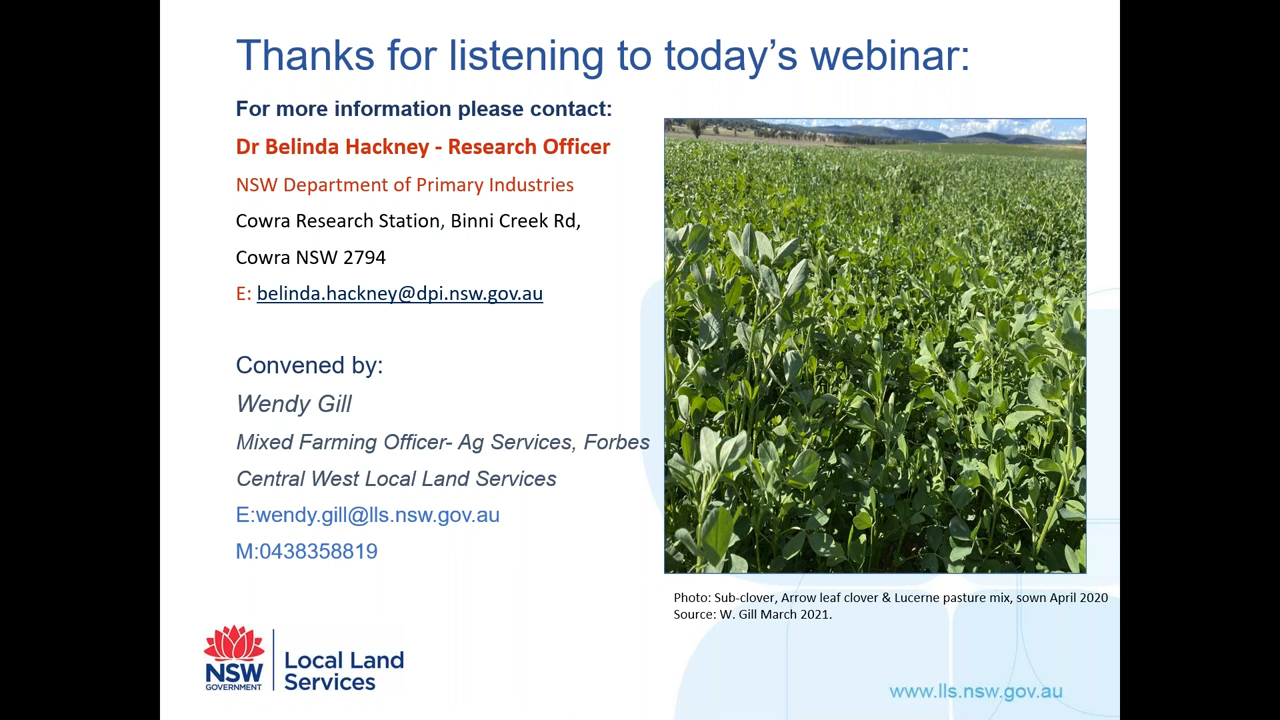 Thanks for listening to today’s webinar:
For more information please contact:
Dr Belinda Hackney - Research Officer
NSW Department of Primary Industries
Cowra Research Station, Binni Creek Rd,
Cowra NSW 2794
E: belinda.hackney@dpi.nsw.gov.au
Convened by:
Wendy Gill
Mixed Farming Officer- Ag Services, Forbes
Central West Local Land Services
E:wendy.gill@lls.nsw.gov.au
M:0438358819
Photo: Sub-clover, Arrow leaf clover & Lucerne pasture mix, sown April 2020
Source: W. Gill March 2021.
NSW
GOVERNMENT
Local Land
Services
www.lls.nsw.gov.au